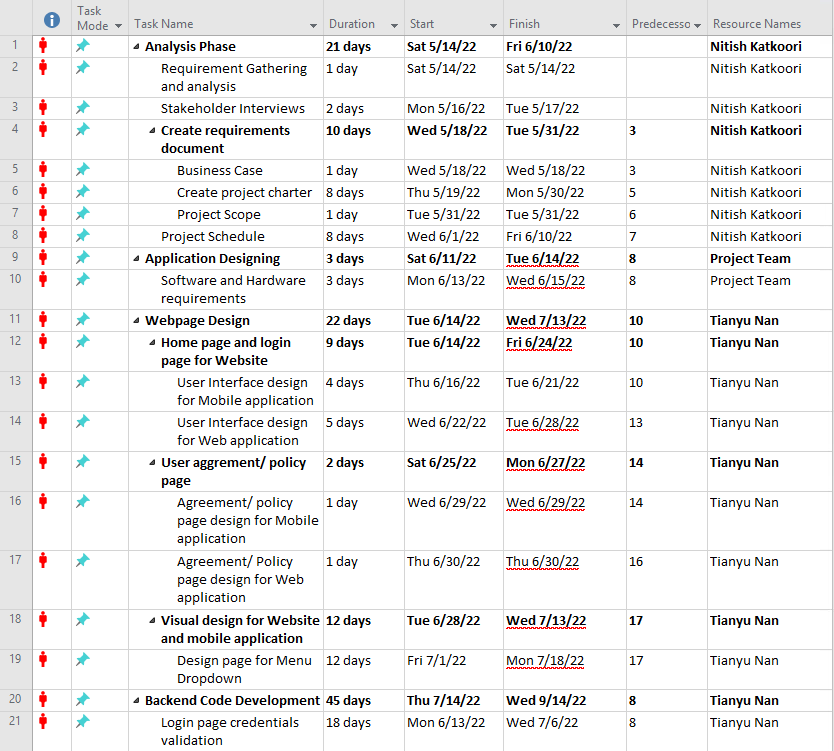 Task Mode Task Name Duration Start Finish Predecesso Resource Names
1 Analysis Phase 21 days Sat 5/14/22 Fri 6/10/22 Nitish Katkoori
2 Requirement Gathering and analysis 1 day Sat 5/14/22 Sat 5/14/22 Nitish Katkoori
3 Stakeholder Interviews 2 days Mon 5/16/22 Tue 5/17/22 Nitish Katkoori
4 Create requirements document 10 days Wed 5/18/22 Tue 5/31/22 3 Nitish Katkoori
5 Business Case 1 day Wed 5/18/22 Wed 5/18/22 3 Nitish Katkoori
6 Create project charter 8 days Thu 5/19/22 Mon 5/30/22 5 Nitish Katkoori
7 Project Scope 1 day Tue 5/31/22 Tue 5/31/22 6 Nitish Katkoori
8 Project Schedule 8 days Wed 6/1/22 Fri 6/10/22 7 Nitish Katkoori
9 Application Designing 3 days Sat 6/11/22 Tue 6/14/22 8 Project Team
10 Software and Hardware requirements 3 days Mon 6/13/22 Wed 6/15/22 8 Project Team
11 Webpage Design 22 days Tue 6/14/22 Wed 7/13/22 10 Tianyu Nan
12 Home page and login page for Website 9 days Tue 6/14/22 Fri 6/24/22 10 Tianyu Nan
13 User Interface design for Mobile application 4 days Thu 6/16/22 Tue 6/21/22 10 Tianyu Nan
14 User Interface design for Web application 5 days Wed 6/22/22 Tue 6/28/22 13 Tianyu Nan
15 User aggrement/ policy page 2 days Sat 6/25/22 Mon 6/27/22 14 Tianyu Nan
16 Agreement/ policy page design for Mobile application 1 day Wed 6/29/22 Wed 6/29/22 14 Tianyu Nan
17 Agreement/ Policy page design for Web application 1 day Thu 6/30/22 Thu 6/30/22 16 Tianyu Nan
18 Visual design for Website and mobile application 12 days Tue 6/28/22 Wed 7/13/22 17 Tianyu Nan
19 Design page for Menu Dropdown 12 days Fri 7/1/22 Mon 7/18/22 17 Tianyu Nan
20 Backend Code Development 45 days Thu 7/14/22 Wed 9/14/22 8 Tianyu Nan
21 Login page credentials validation 18 days Mon 6/13/22 Wed 7/6/22 8 Tianyu Nan